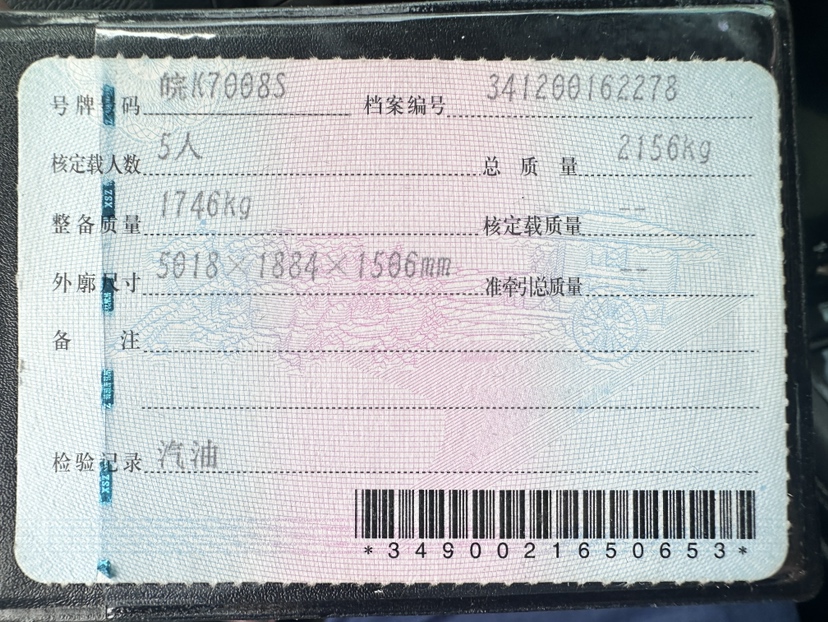 号牌号码 皖K7008S 档案编号 341200162278
核定载人数 5人 总质量 2156kg
整备质量 1746kg 核定载质量 --
外廓尺寸 5018×1884×1506mm 准牵引总质量 --
备注
检验记录 汽油
*3490021650653*